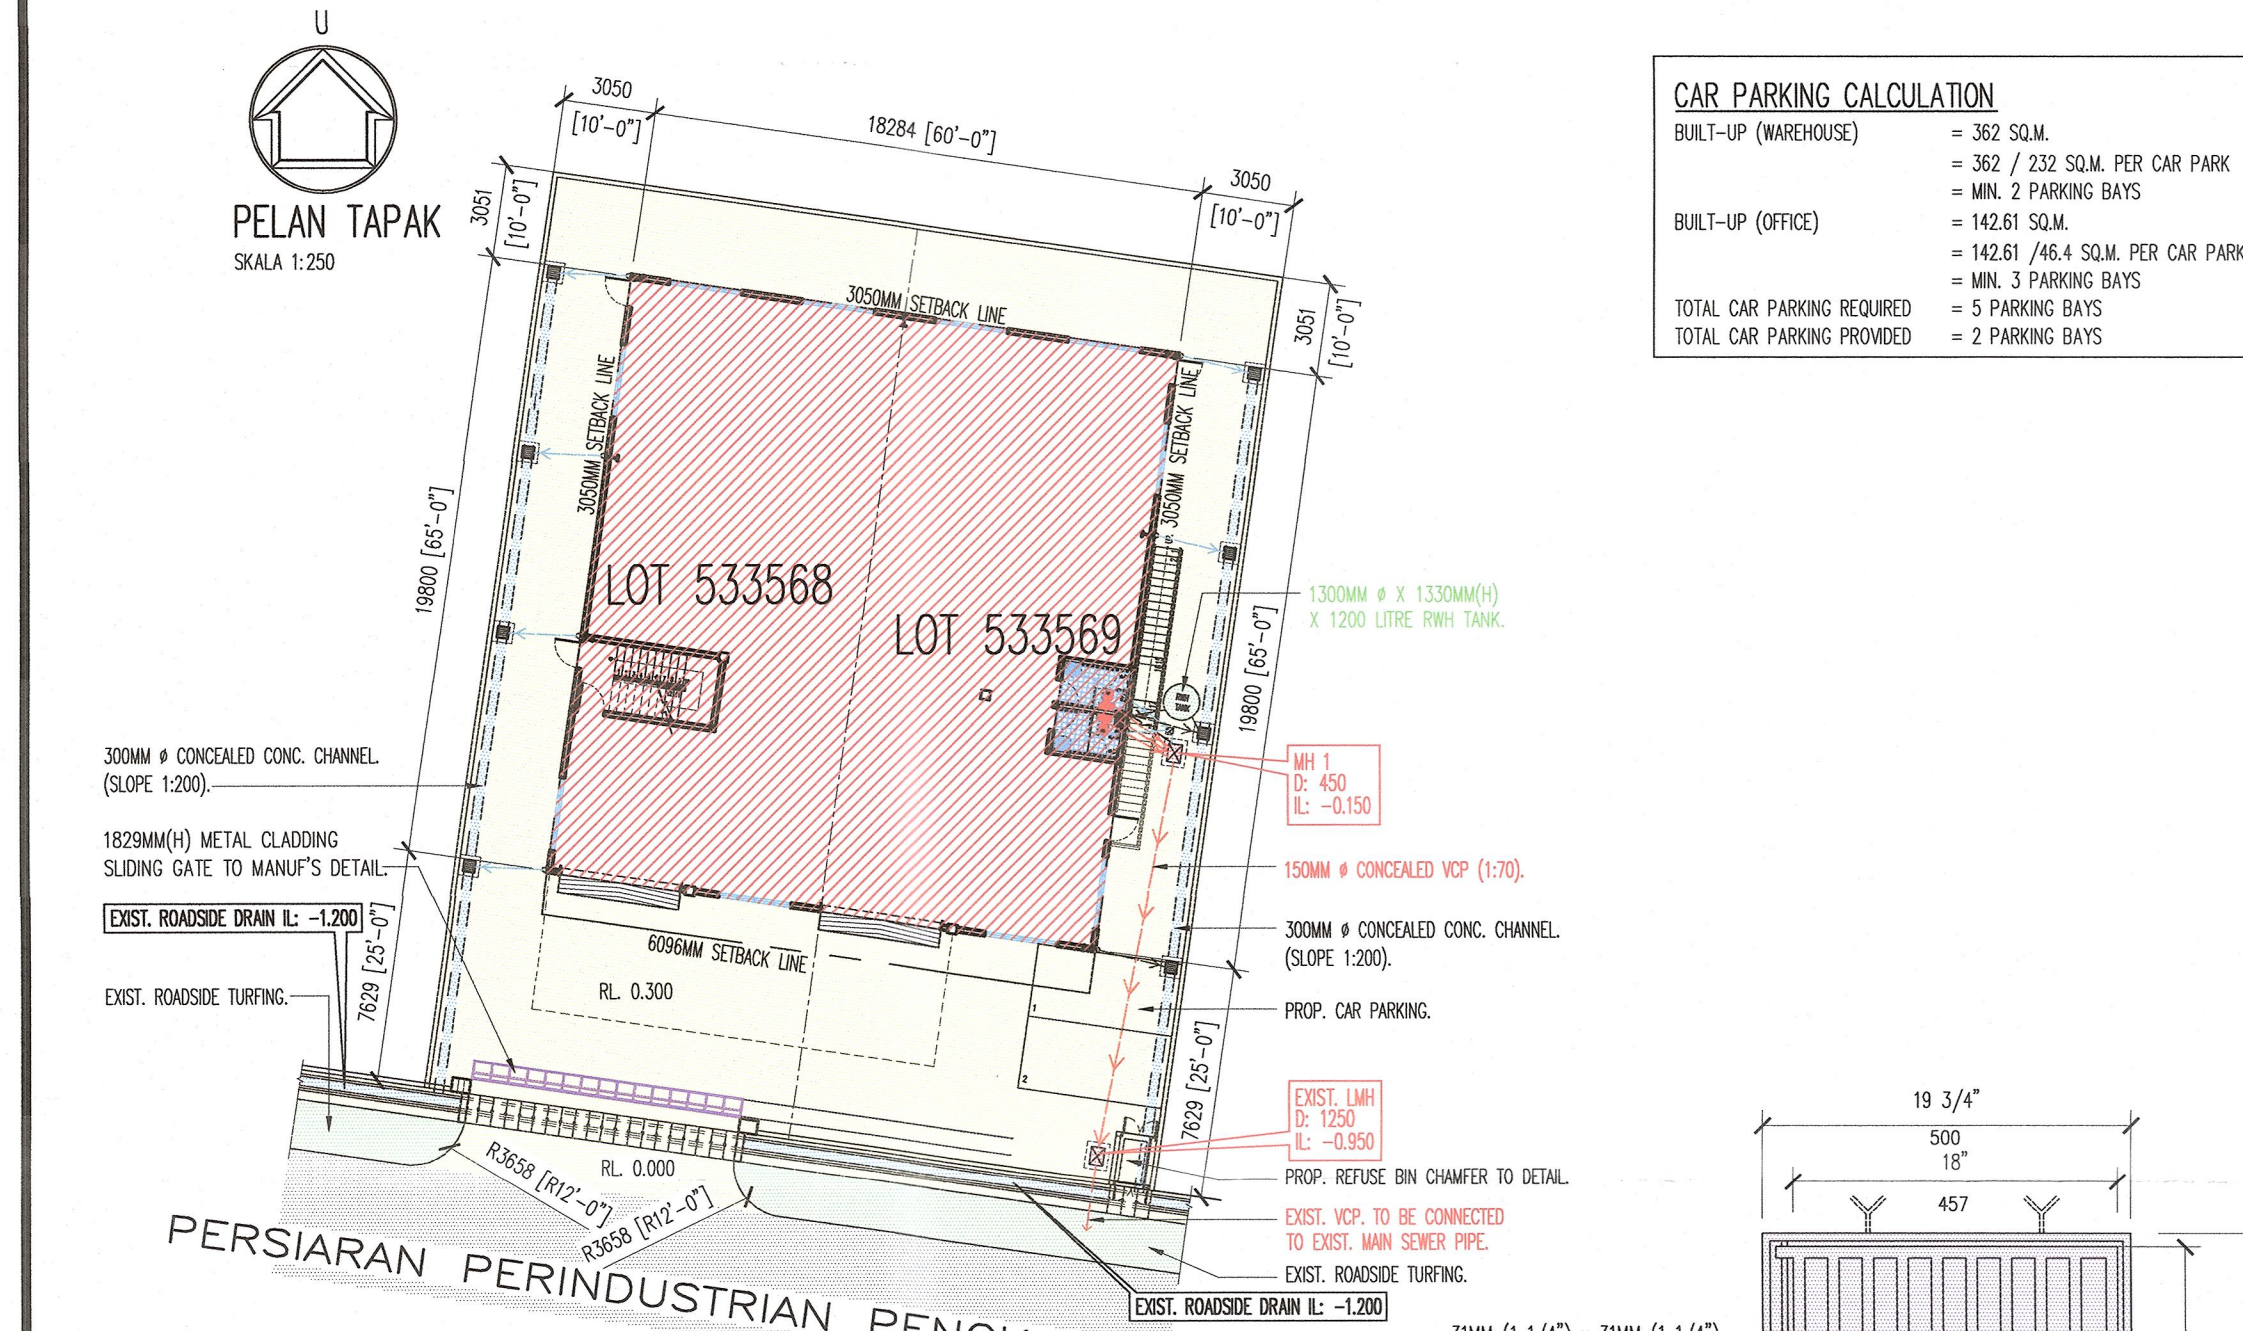 U
PELAN TAPAK
SKALA 1:250
3050
[10'-0"]
18284 [60'-0"]
3050
[10'-0"]
3051
[10'-0"]
3051
[10'-0"]
CAR PARKING CALCULATION
BUILT-UP (WAREHOUSE) = 362 SQ.M.
= 362 / 232 SQ.M. PER CAR PARK
= MIN. 2 PARKING BAYS
BUILT-UP (OFFICE) = 142.61 SQ.M.
= 142.61 /46.4 SQ.M. PER CAR PARK
= MIN. 3 PARKING BAYS
TOTAL CAR PARKING REQUIRED = 5 PARKING BAYS
TOTAL CAR PARKING PROVIDED = 2 PARKING BAYS
3050MM SETBACK LINE
3050MM SETBACK LINE
3050MM SETBACK LINE
19800 [65'-0"]
LOT 533568
LOT 533569
1300MM ø X 1330MM(H)
X 1200 LITRE RWH TANK.
19800 [65'-0"]
RWH
TANK
300MM ø CONCEALED CONC. CHANNEL.
(SLOPE 1:200).
1829MM(H) METAL CLADDING
SLIDING GATE TO MANUF'S DETAIL.
EXIST. ROADSIDE DRAIN IL: -1.200
EXIST. ROADSIDE TURFING.
7629 [25'-0"]
MH 1
D: 450
IL: -0.150
150MM ø CONCEALED VCP (1:70).
300MM ø CONCEALED CONC. CHANNEL.
(SLOPE 1:200).
6096MM SETBACK LINE
RL. 0.300
1
2
PROP. CAR PARKING.
7629 [25'-0"]
EXIST. LMH
D: 1250
IL: -0.950
PROP. REFUSE BIN CHAMFER TO DETAIL.
EXIST. VCP. TO BE CONNECTED
TO EXIST. MAIN SEWER PIPE.
EXIST. ROADSIDE TURFING.
EXIST. ROADSIDE DRAIN IL: -1.200
RL. 0.000
R3658 [R12'-0"]
R3658 [R12'-0"]
PERSIARAN PERINDUSTRIAN
19 3/4"
500
18"
457
31MM (1 1/4") 31MM (1 1/4")